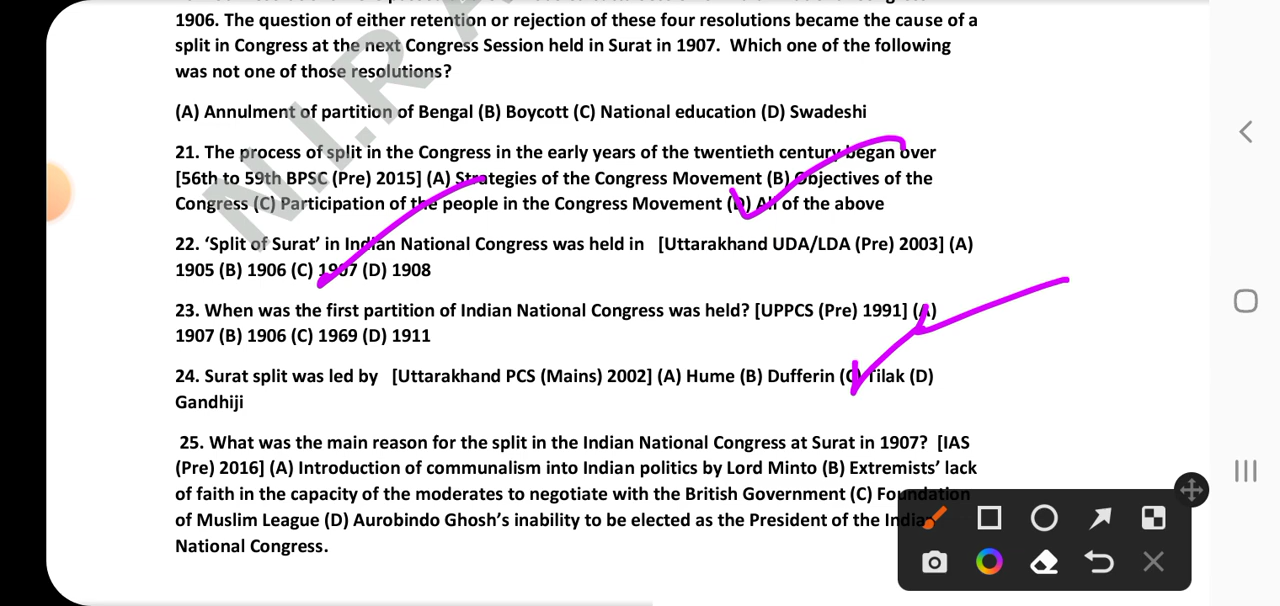 1906. The question of either retention or rejection of these four resolutions became the cause of a
split in Congress at the next Congress Session held in Surat in 1907.  Which one of the following
was not one of those resolutions?
(A) Annulment of partition of Bengal (B) Boycott (C) National education (D) Swadeshi
21. The process of split in the Congress in the early years of the twentieth century began over
[56th to 59th BPSC (Pre) 2015] (A) Strategies of the Congress Movement (B) Objectives of the
Congress (C) Participation of the people in the Congress Movement (D) All of the above
22. ‘Split of Surat’ in Indian National Congress was held in   [Uttarakhand UDA/LDA (Pre) 2003] (A)
1905 (B) 1906 (C) 1907 (D) 1908
23. When was the first partition of Indian National Congress was held? [UPPCS (Pre) 1991] (A)
1907 (B) 1906 (C) 1969 (D) 1911
24. Surat split was led by   [Uttarakhand PCS (Mains) 2002] (A) Hume (B) Dufferin (C) Tilak (D)
Gandhiji
25. What was the main reason for the split in the Indian National Congress at Surat in 1907?  [IAS
(Pre) 2016] (A) Introduction of communalism into Indian politics by Lord Minto (B) Extremists’ lack
of faith in the capacity of the moderates to negotiate with the British Government (C) Foundation
of Muslim League (D) Aurobindo Ghosh’s inability to be elected as the President of the Indian
National Congress.